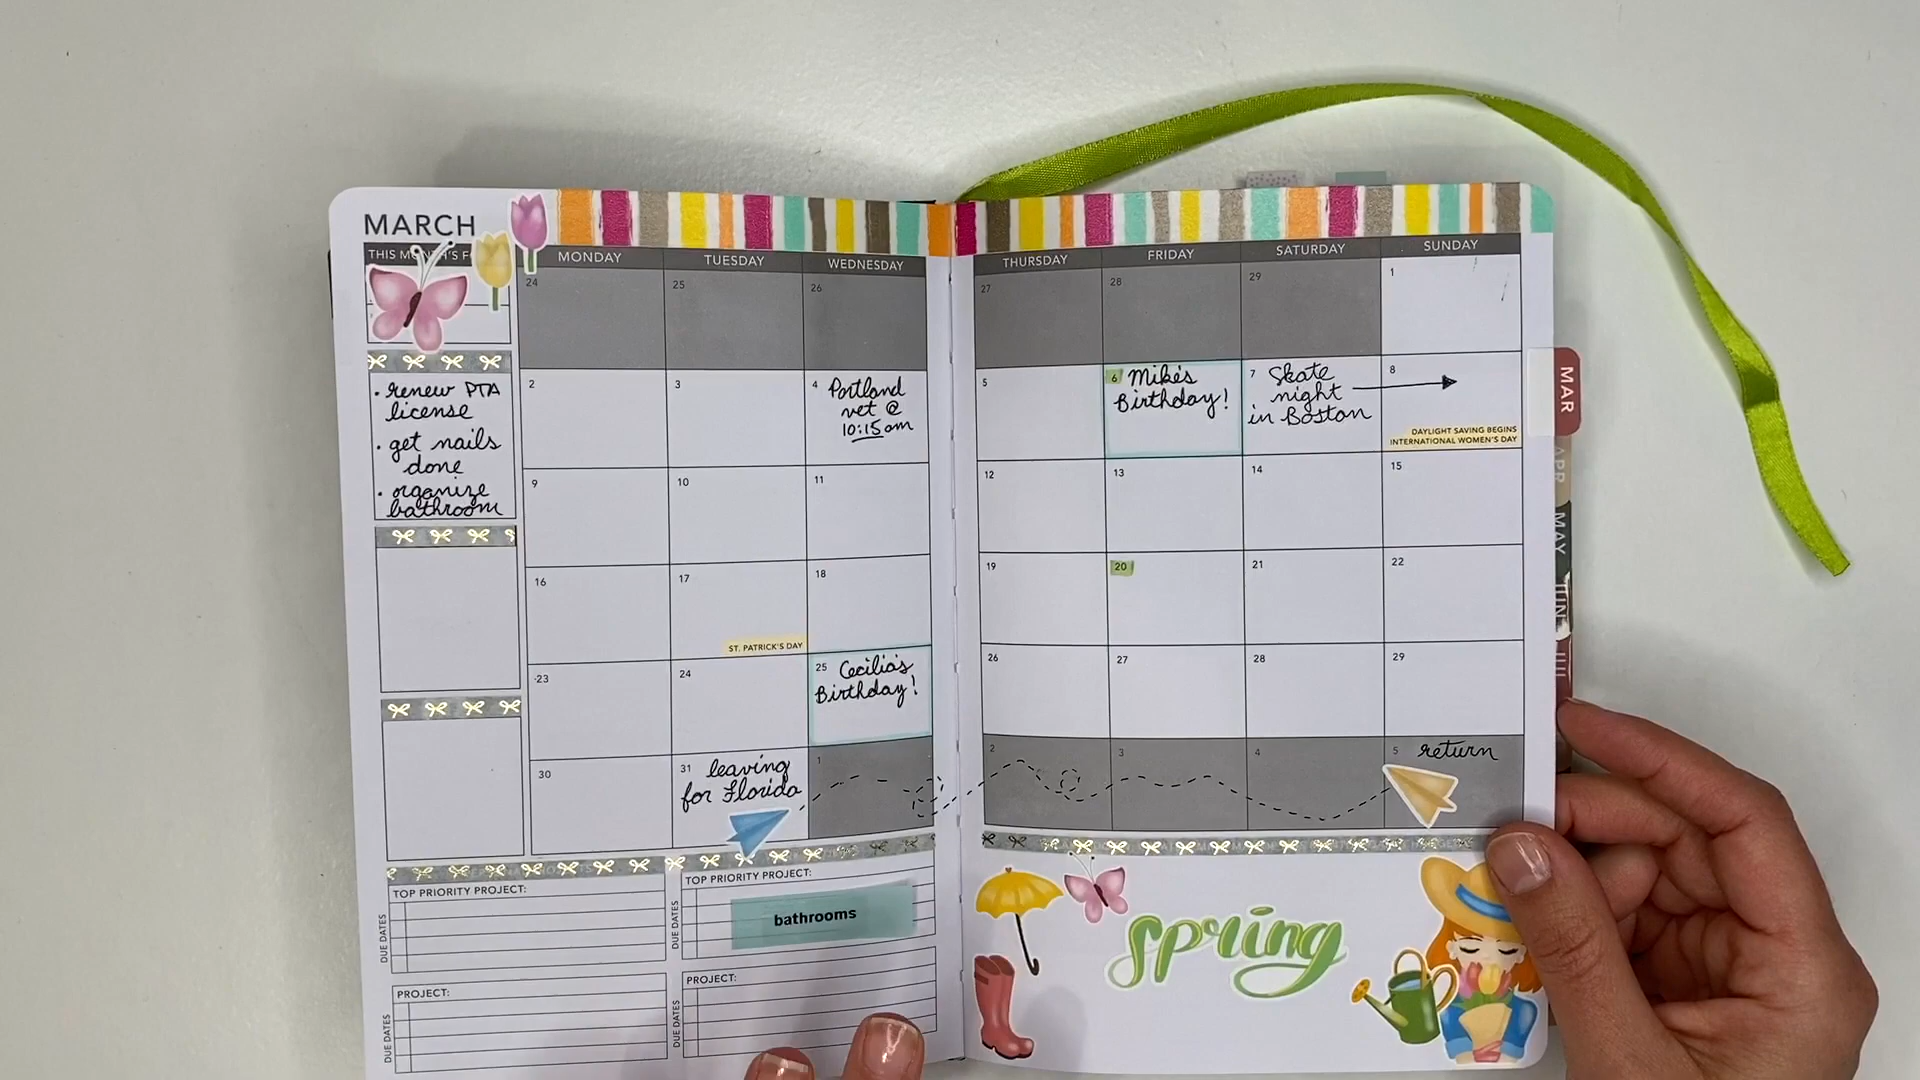 MARCH
THIS MONTH'S F
MONDAY
TUESDAY
WEDNESDAY
THURSDAY
FRIDAY
SATURDAY
SUNDAY
24
25
26
27
28
29
1
· renew PTA
license
· get nails
done
· organize
bathroom
2
3
4 Portland
vet @
10:15 am
5
6 Mike's
Birthday!
7 Skate
night
in Boston
8
DAYLIGHT SAVING BEGINS
INTERNATIONAL WOMEN'S DAY
9
10
11
12
13
14
15
16
17
ST. PATRICK'S DAY
18
19
20
21
22
23
24
25 Cecilia's
Birthday!
26
27
28
29
30
31 leaving
for Florida
1
2
3
4
5 return
TOP PRIORITY PROJECT:
DUE DATES
TOP PRIORITY PROJECT:
DUE DATES
bathrooms
PROJECT:
DUE DATES
PROJECT:
DUE DATES
spring
MAR
APR
MAY
JUNE